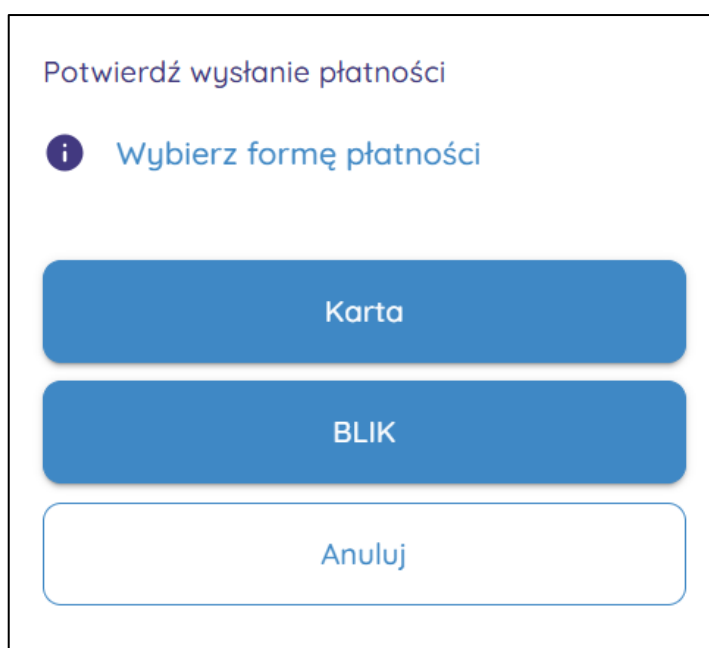 Potwierdź wysłanie płatności
Wybierz formę płatności
Karta
BLIK
Anuluj